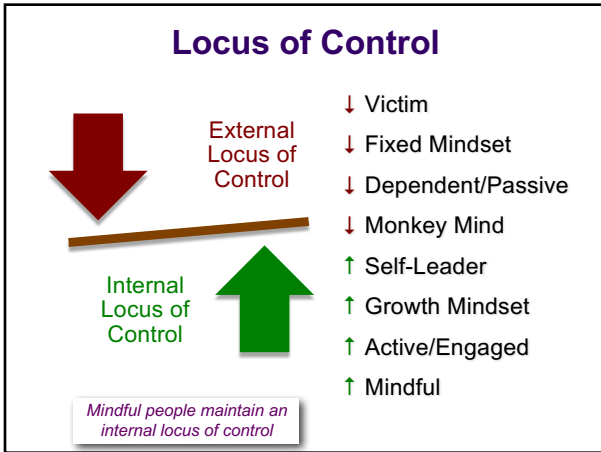 Locus of Control
External
Locus of
Control
Internal
Locus of
Control
Mindful people maintain an
internal locus of control
↓ Victim
↓ Fixed Mindset
↓ Dependent/Passive
↓ Monkey Mind
↑ Self-Leader
↑ Growth Mindset
↑ Active/Engaged
↑ Mindful